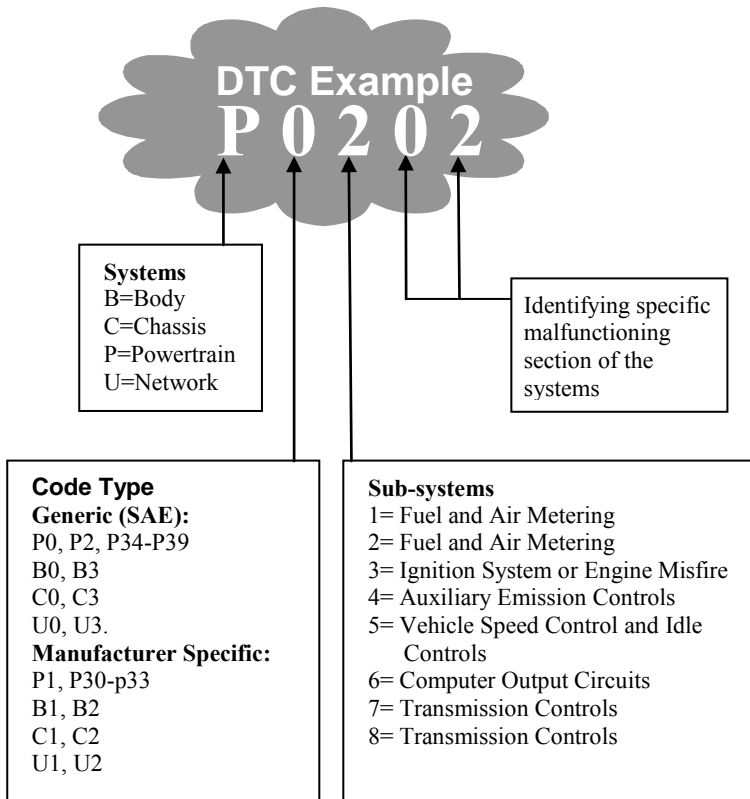 DTC Example
P 0 2 0 2
Systems
B=Body
C=Chassis
P=Powertrain
U=Network
Identifying specific
malfunctioning
section of the
systems
Code Type
Generic (SAE):
P0, P2, P34-P39
B0, B3
C0, C3
U0, U3.
Manufacturer Specific:
P1, P30-p33
B1, B2
C1, C2
U1, U2
Sub-systems
1= Fuel and Air Metering
2= Fuel and Air Metering
3= Ignition System or Engine Misfire
4= Auxiliary Emission Controls
5= Vehicle Speed Control and Idle
Controls
6= Computer Output Circuits
7= Transmission Controls
8= Transmission Controls